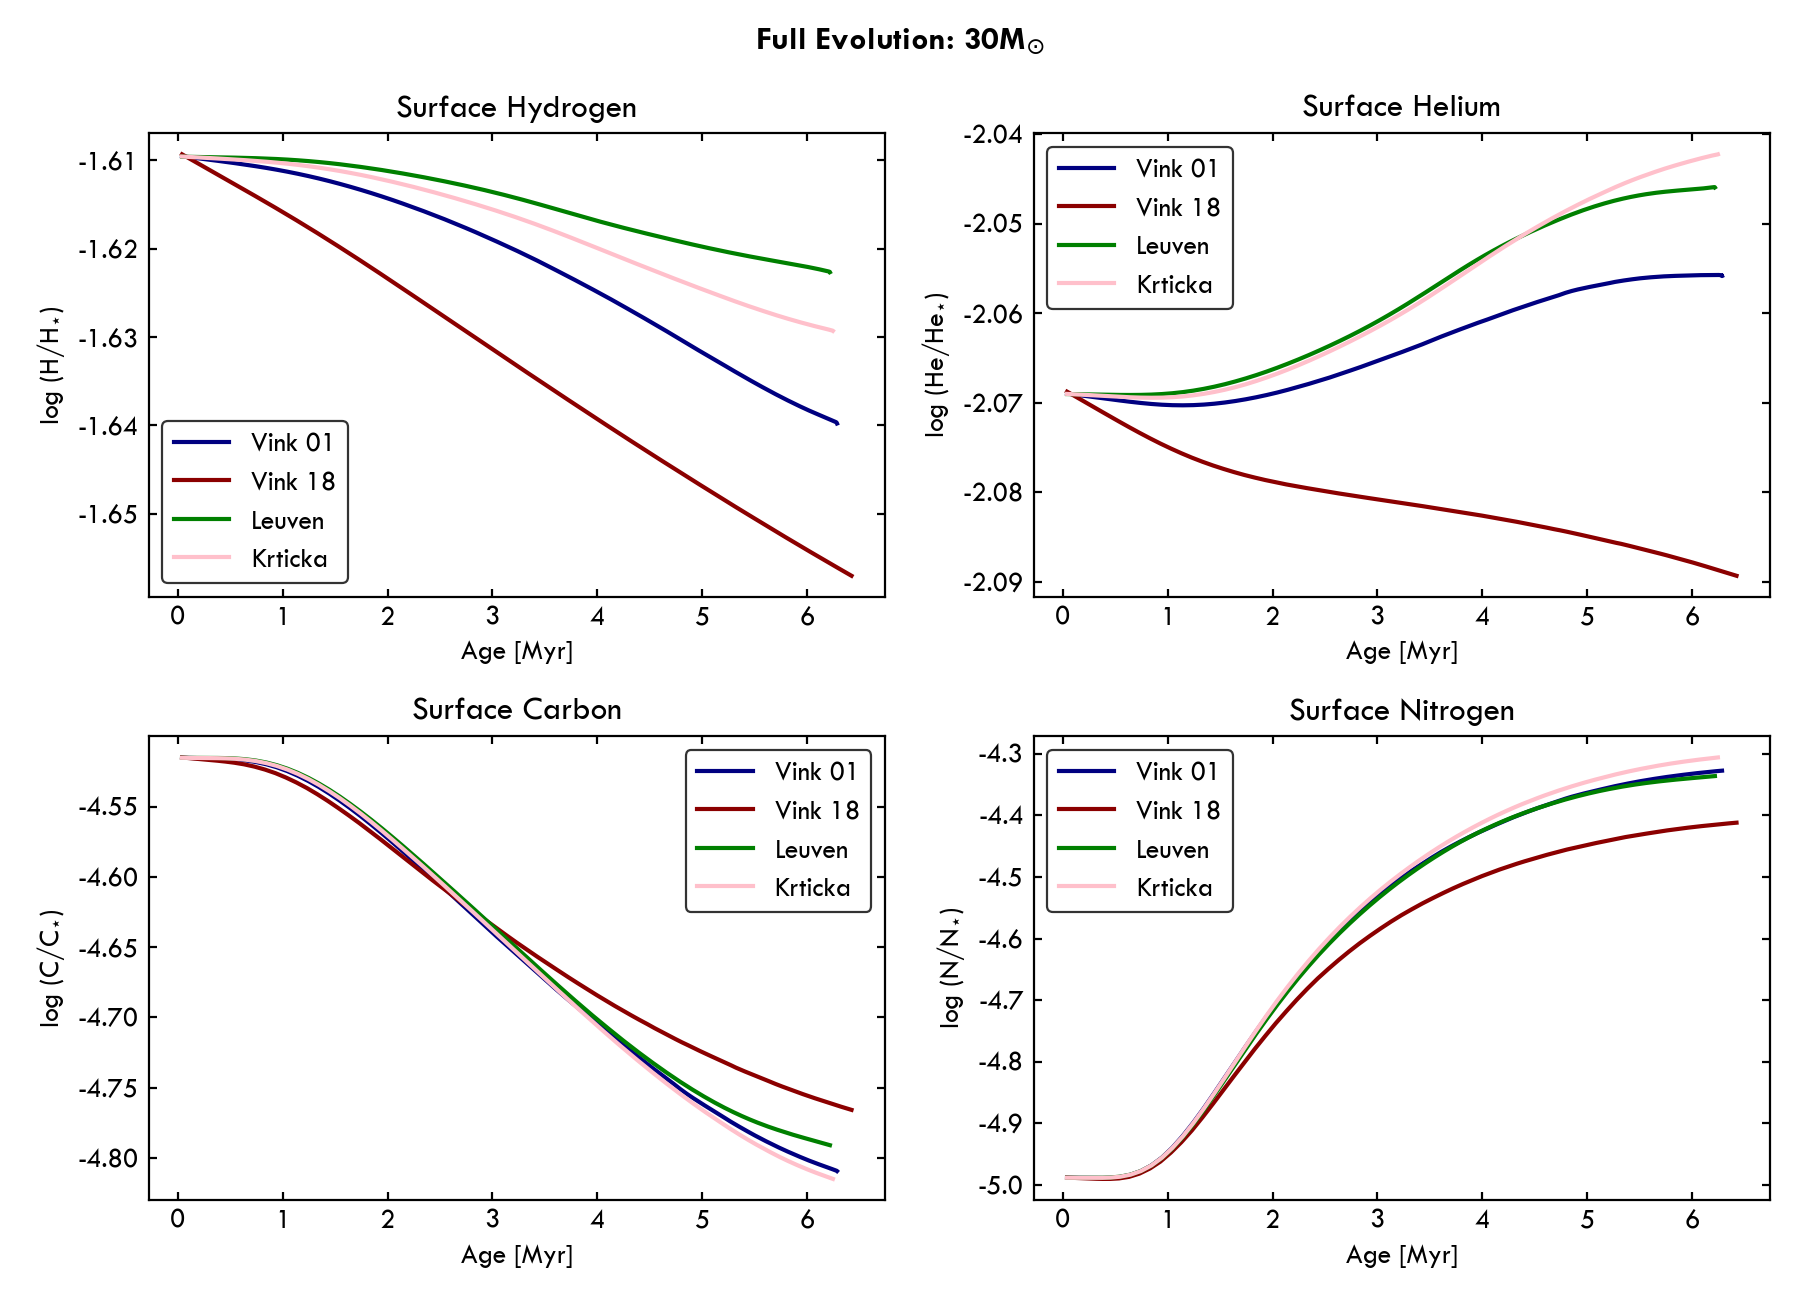 Full Evolution: 30M☉
Surface Hydrogen
-1.61
-1.62
-1.63
-1.64
-1.65
log (H/H⋆)
Vink 01
Vink 18
Leuven
Krticka
0 1 2 3 4 5 6
Age [Myr]
Surface Helium
-2.04
-2.05
-2.06
-2.07
-2.08
-2.09
log (He/He⋆)
Vink 01
Vink 18
Leuven
Krticka
0 1 2 3 4 5 6
Age [Myr]
Surface Carbon
-4.55
-4.60
-4.65
-4.70
-4.75
-4.80
log (C/C⋆)
Vink 01
Vink 18
Leuven
Krticka
0 1 2 3 4 5 6
Age [Myr]
Surface Nitrogen
-4.3
-4.4
-4.5
-4.6
-4.7
-4.8
-4.9
-5.0
log (N/N⋆)
Vink 01
Vink 18
Leuven
Krticka
0 1 2 3 4 5 6
Age [Myr]